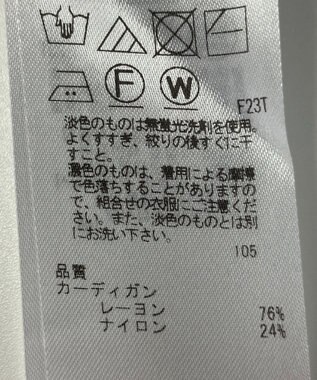 F
W
F23T
淡色のものは無蛍光洗剤を使用。
よくすすぎ、絞りの後すぐに干
すこと。
濃色のものは、着用による摩擦
で色落ちすることがありますの
で、組合せの衣服にご注意くだ
さい。また、淡色のものとは別
にお洗い下さい。
105
品質
カーディガン
レーヨン 76%
ナイロン 24%